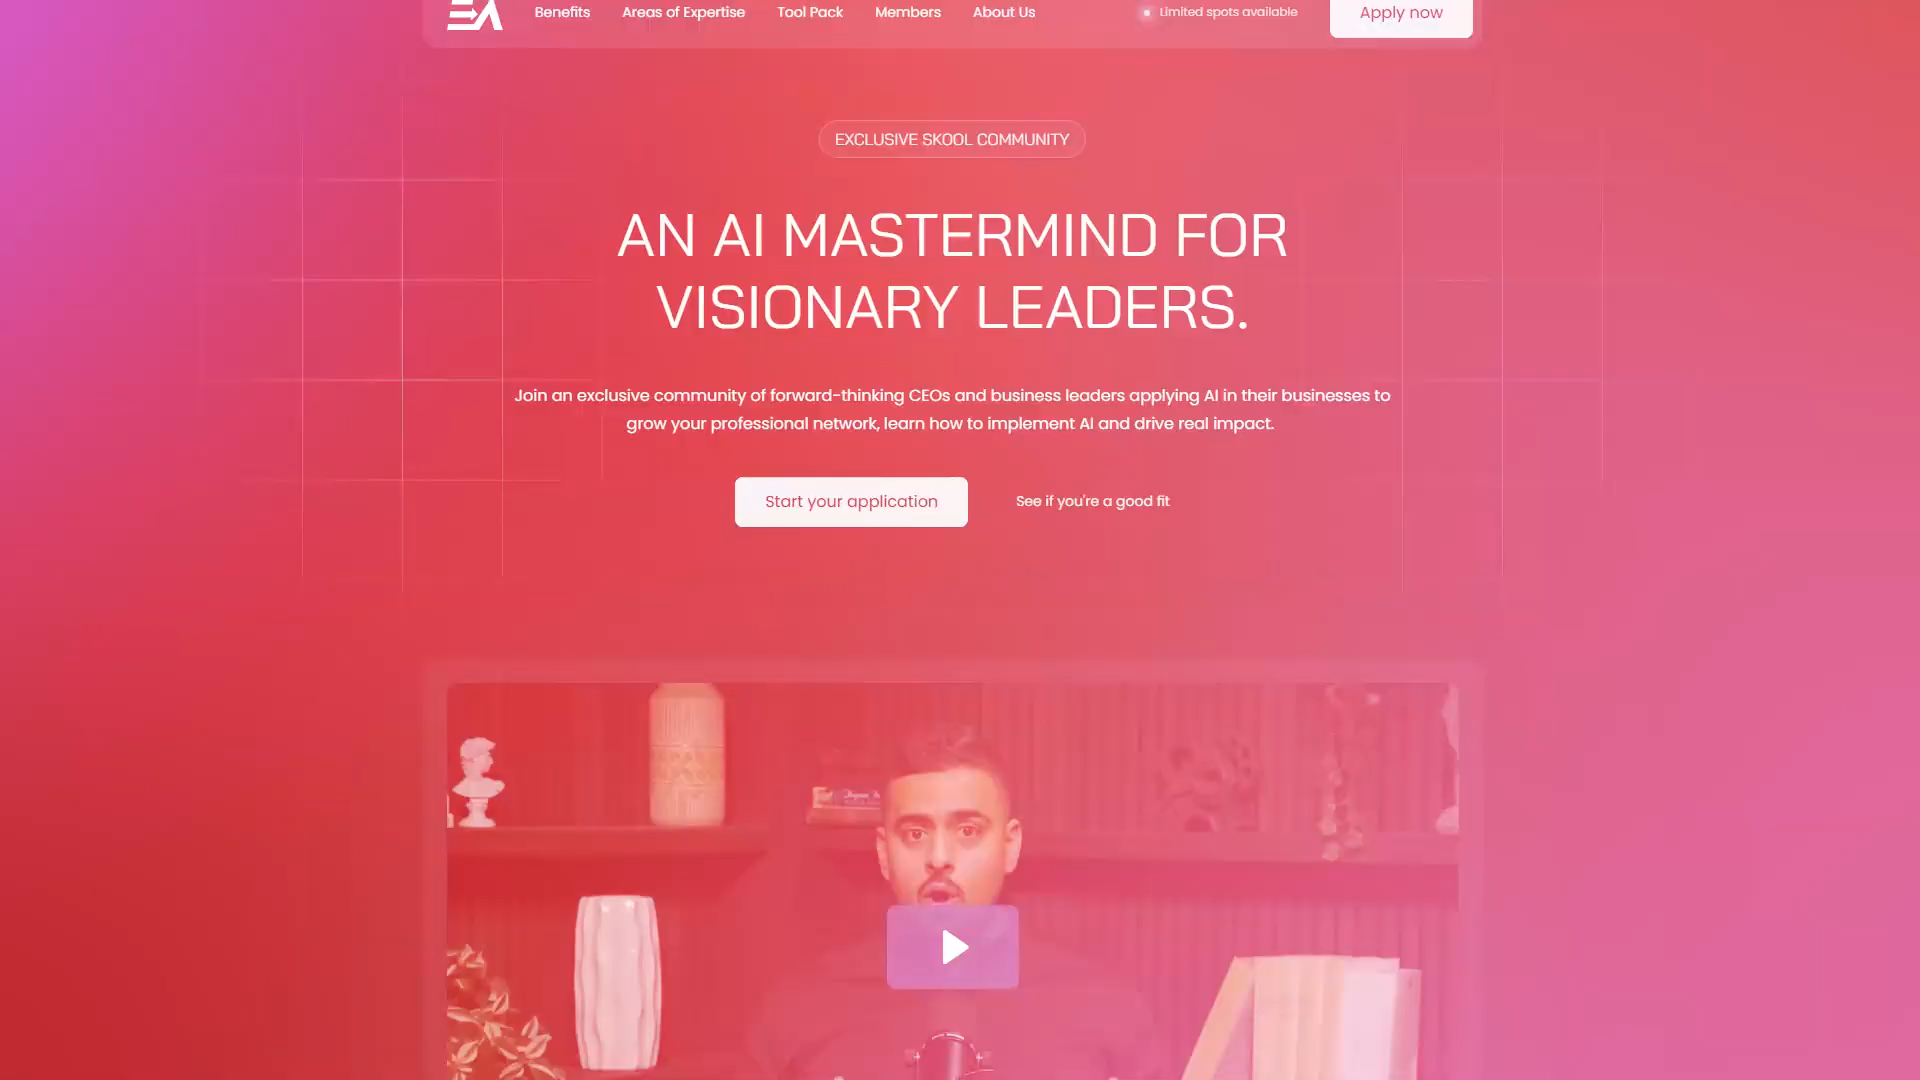 EA
Benefits
Areas of Expertise
Tool Pack
Members
About Us
Limited spots available
Apply now
EXCLUSIVE SKOOL COMMUNITY
AN AI MASTERMIND FOR
VISIONARY LEADERS.
Join an exclusive community of forward-thinking CEOs and business leaders applying AI in their businesses to
grow your professional network, learn how to implement AI and drive real impact.
Start your application
See if you're a good fit